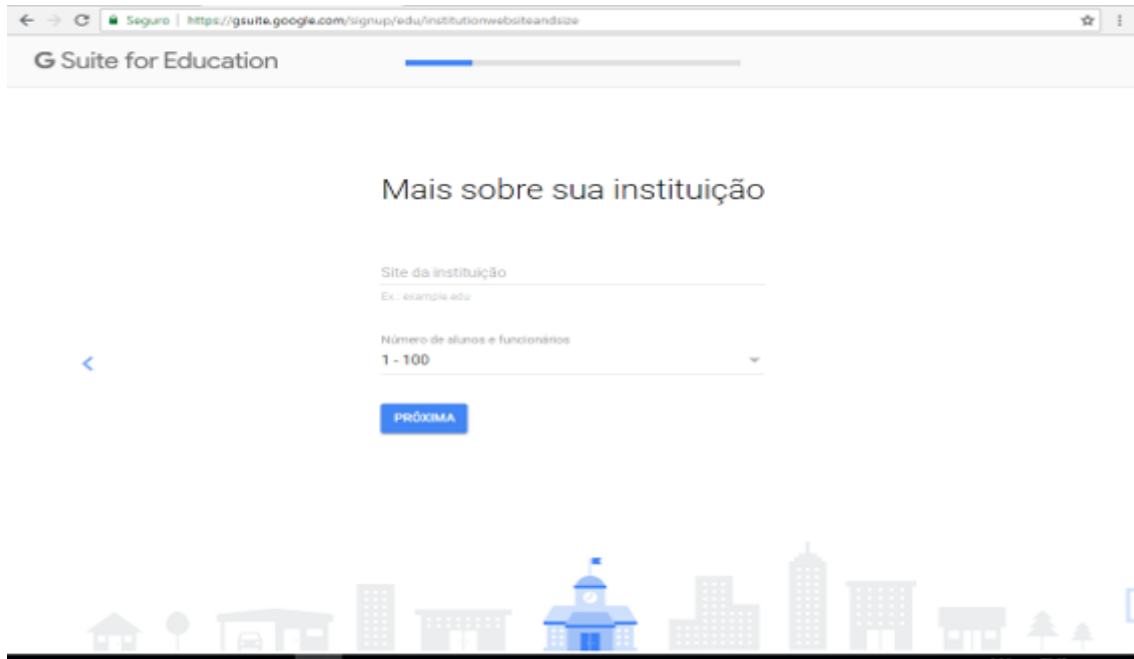 Seguro | https://gsuite.google.com/signup/edu/institutionwebsiteandsize
G Suite for Education
Mais sobre sua instituição
Site da instituição
Ex.: example.edu
Número de alunos e funcionários
1 - 100
PRÓXIMA